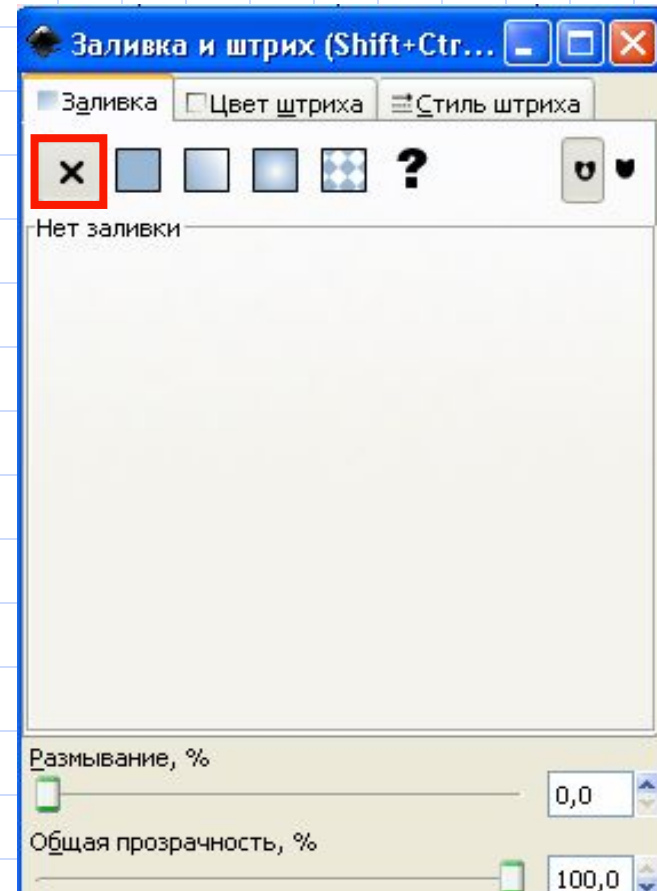 Заливка и штрих (Shift+Ctr...
Заливка Цвет штриха Стиль штриха
?
Нет заливки
Размывание, %
0,0
Общая прозрачность, %
100,0